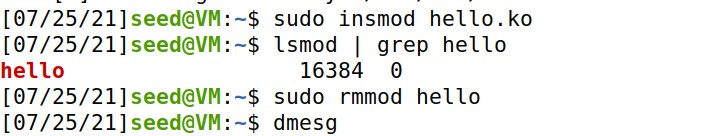 [07/25/21]seed@VM:~$ sudo insmod hello.ko
[07/25/21]seed@VM:~$ lsmod | grep hello
hello                  16384  0
[07/25/21]seed@VM:~$ sudo rmmod hello
[07/25/21]seed@VM:~$ dmesg